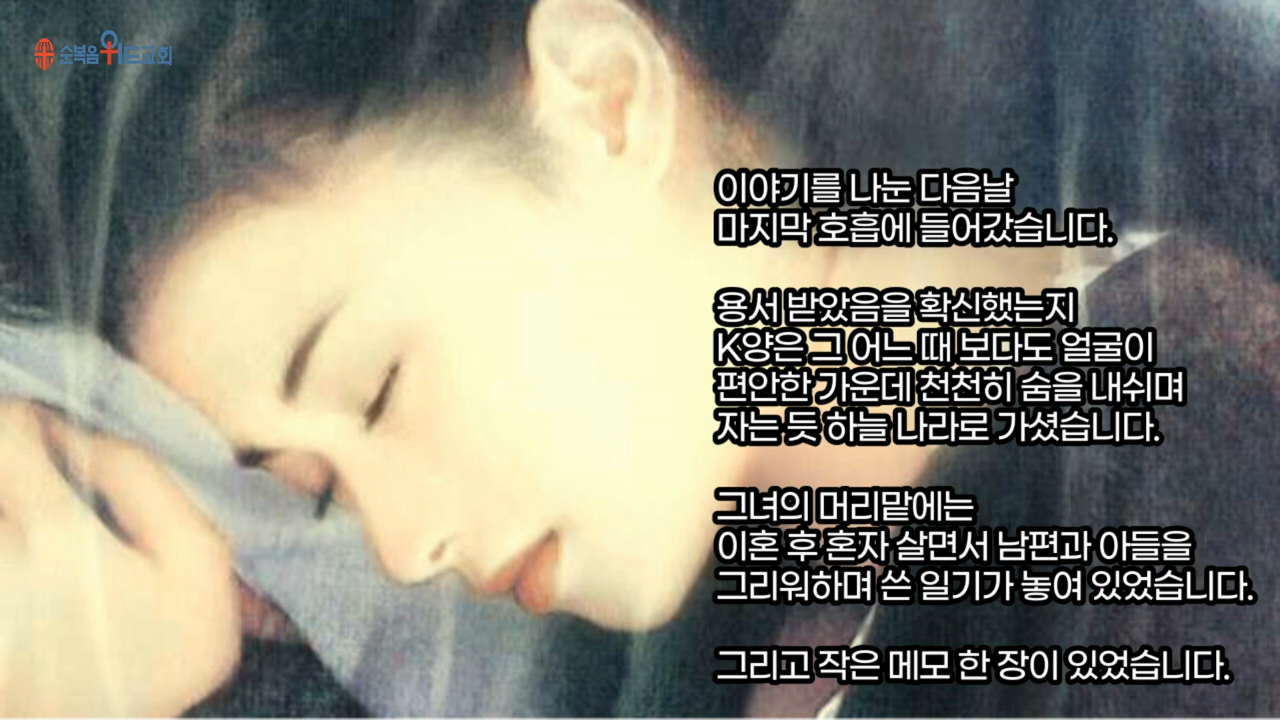 순복음위드교회
이야기를 나눈 다음날
마지막 호흡에 들어갔습니다.
용서 받았음을 확신했는지
K양은 그 어느 때 보다도 얼굴이
편안한 가운데 천천히 숨을 내쉬며
자는 듯 하늘 나라로 가셨습니다.
그녀의 머리맡에는
이혼 후 혼자 살면서 남편과 아들을
그리워하며 쓴 일기가 놓여 있었습니다.
그리고 작은 메모 한 장이 있었습니다.